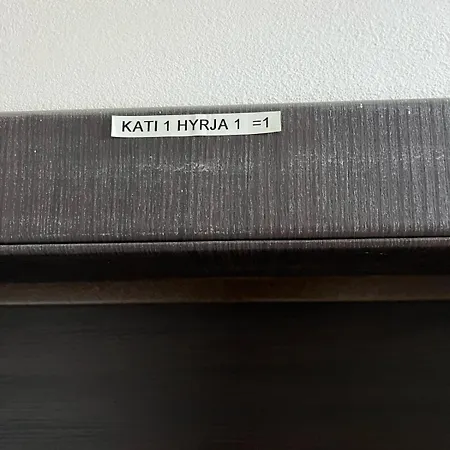 KATI 1 HYRJA 1 =1